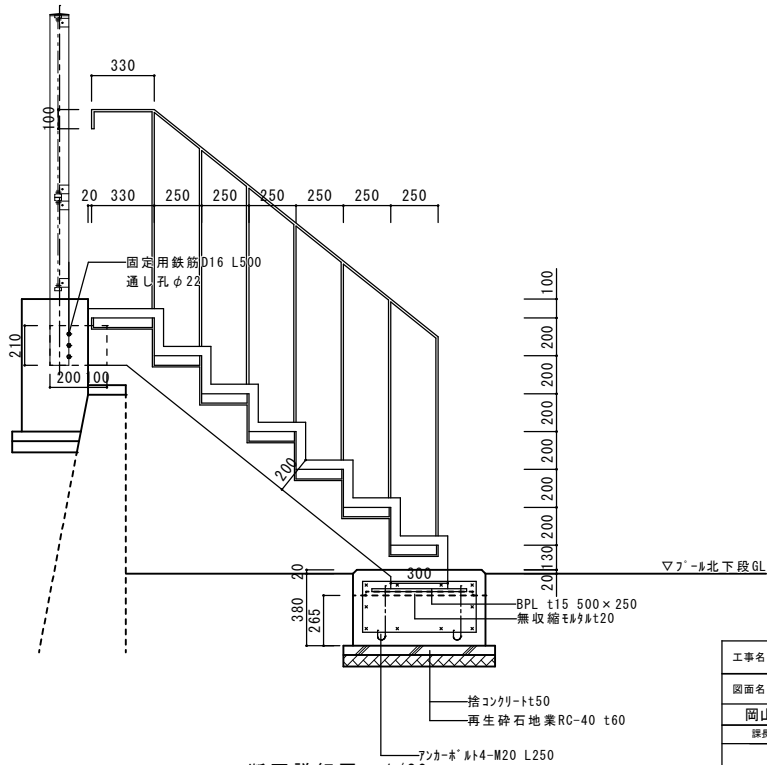 330
100
20 330 250 250 250 250 250 250
固定用鉄筋D16 L500
通し孔φ22
210
200 100
200
100
200
200
200
200
200
200
130
20
▽プール北下段GL
20
380
265
300
BPL t15 500×250
無収縮モルタルt20
捨コンクリートt50
再生砕石地業RC-40 t60
アンカーボルト4-M20 L250
工事名
図面名
岡山
課長